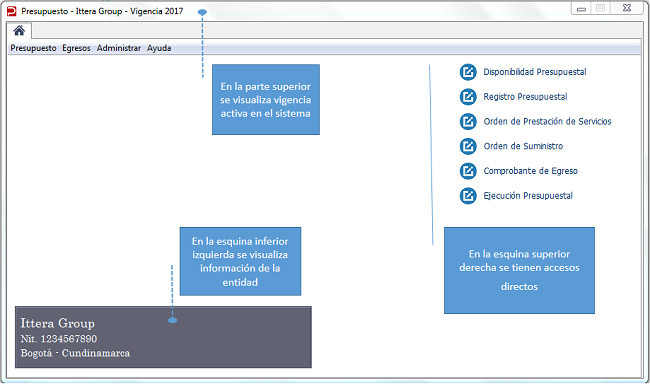 Presupuesto - Ittera Group - Vigencia 2017
Presupuesto Egresos Administrar Ayuda
En la parte superior
se visualiza vigencia
activa en el sistema
Disponibilidad Presupuestal
Registro Presupuestal
Orden de Prestación de Servicios
Orden de Suministro
Comprobante de Egreso
Ejecución Presupuestal
En la esquina inferior
izquierda se visualiza
información de la
entidad
En la esquina superior
derecha se tienen accesos
directos
Ittera Group
Nit. 1234567890
Bogotá - Cundinamarca